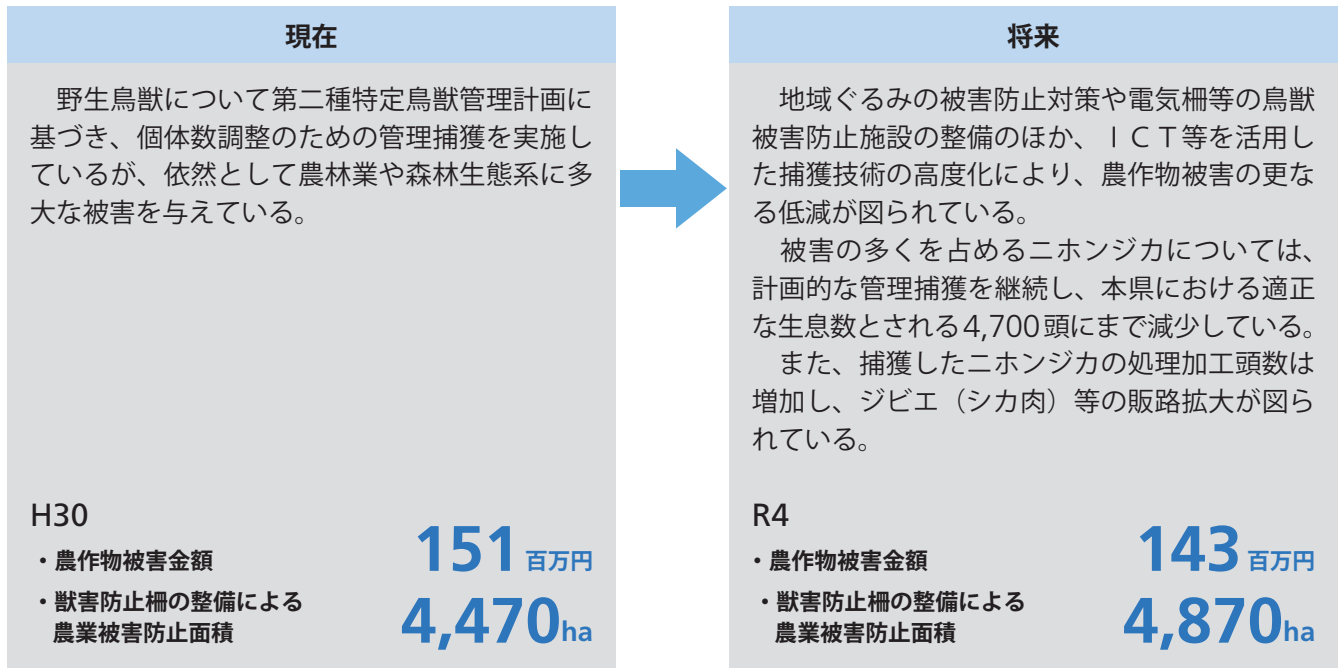 現在
　野生鳥獣について第二種特定鳥獣管理計画に
基づき、個体数調整のための管理捕獲を実施し
ているが、依然として農林業や森林生態系に多
大な被害を与えている。
H30
・農作物被害金額
151百万円
・獣害防止柵の整備による
農業被害防止面積
4,470ha
将来
　地域ぐるみの被害防止対策や電気柵等の鳥獣
被害防止施設の整備のほか、ＩＣＴ等を活用し
た捕獲技術の高度化により、農作物被害の更な
る低減が図られている。
　被害の多くを占めるニホンジカについては、
計画的な管理捕獲を継続し、本県における適正
な生息数とされる4,700頭にまで減少している。
　また、捕獲したニホンジカの処理加工頭数は
増加し、ジビエ（シカ肉）等の販路拡大が図ら
れている。
R4
・農作物被害金額
143百万円
・獣害防止柵の整備による
農業被害防止面積
4,870ha